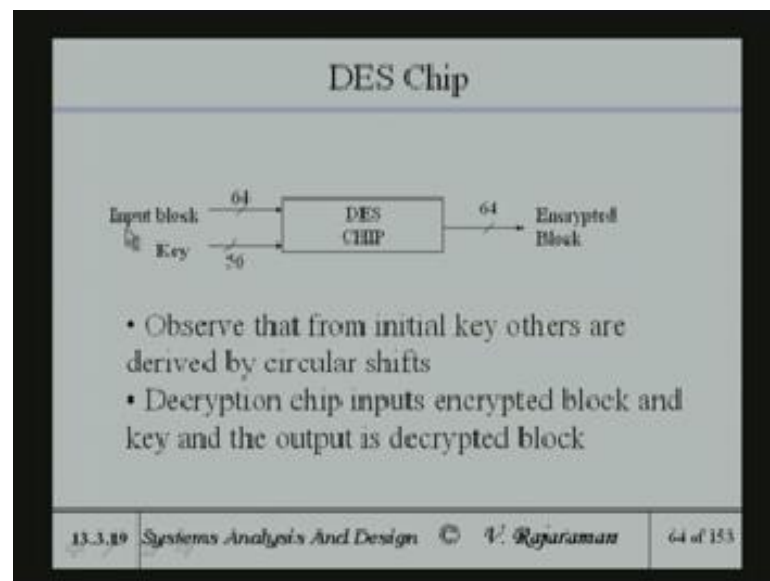 DES Chip
Input block 64 DES CHIP 64 Encrypted Block
Key 56
• Observe that from initial key others are
derived by circular shifts
• Decryption chip inputs encrypted block and
key and the output is decrypted block
13.3.19 Systems Analysis And Design © V. Rajaraman 64 of 153